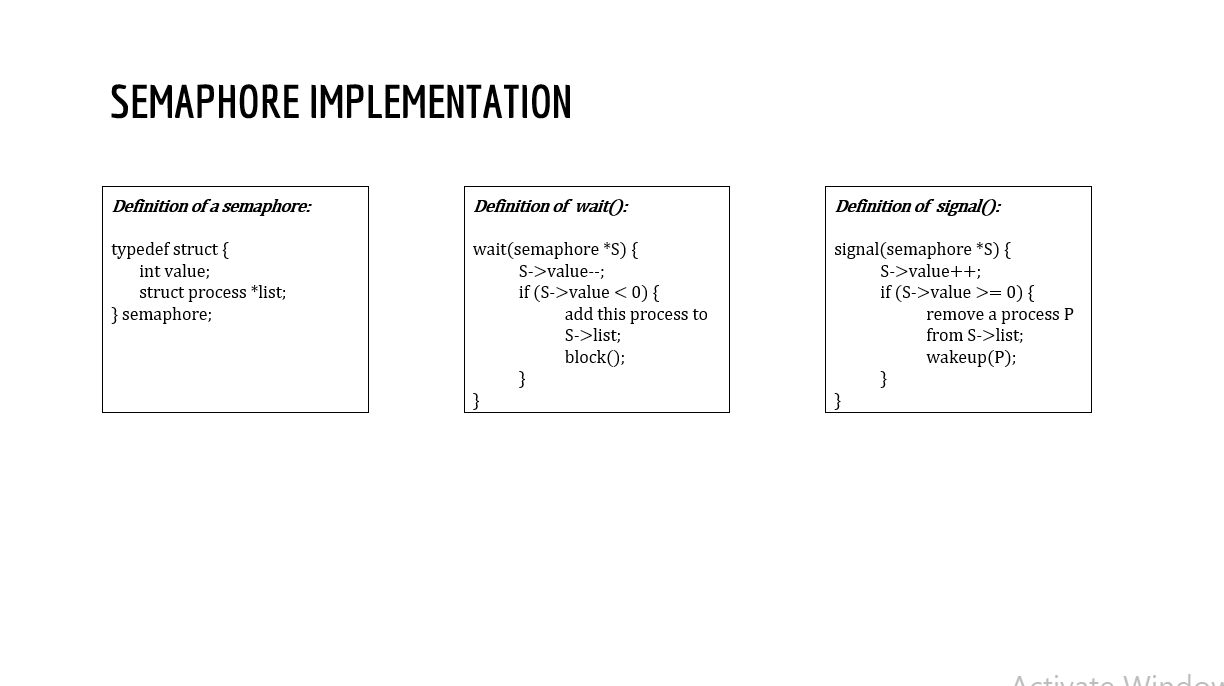 SEMAPHORE IMPLEMENTATION
Definition of a semaphore:
typedef struct {
int value;
struct process *list;
} semaphore;
Definition of wait():
wait(semaphore *S) {
S->value--;
if (S->value < 0) {
add this process to
S->list;
block();
}
}
Definition of signal():
signal(semaphore *S) {
S->value++;
if (S->value >= 0) {
remove a process P
from S->list;
wakeup(P);
}
}
Activate Window